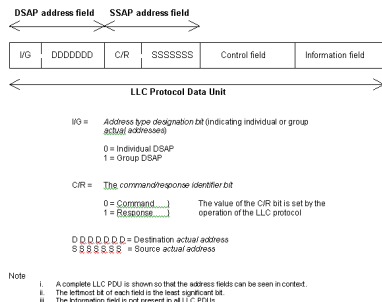 DSAP address field SSAP address field
I/G DDDDDDD C/R SSSSSSS Control field Information field
LLC Protocol Data Unit
I/G = Address type designation bit (indicating individual or group
actual addresses)
0 = Individual DSAP
1 = Group DSAP
C/R = The command/response identifier bit
0 = Command ) The value of the C/R bit is set by the
1 = Response ) operation of the LLC protocol
D D D D D D D = Destination actual address
S S S S S S S = Source actual address
Note
i. A complete LLC PDU is shown so that the address fields can be seen in context.
ii. The leftmost bit of each field is the least significant bit.
iii. The Information field is not present in all LLC PDUs.